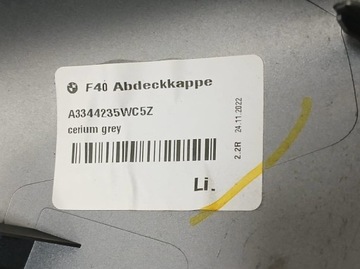 F40 Abdeckkappe
A3344235WC5Z
cerium grey
Li.
2.2R 24.11.2022